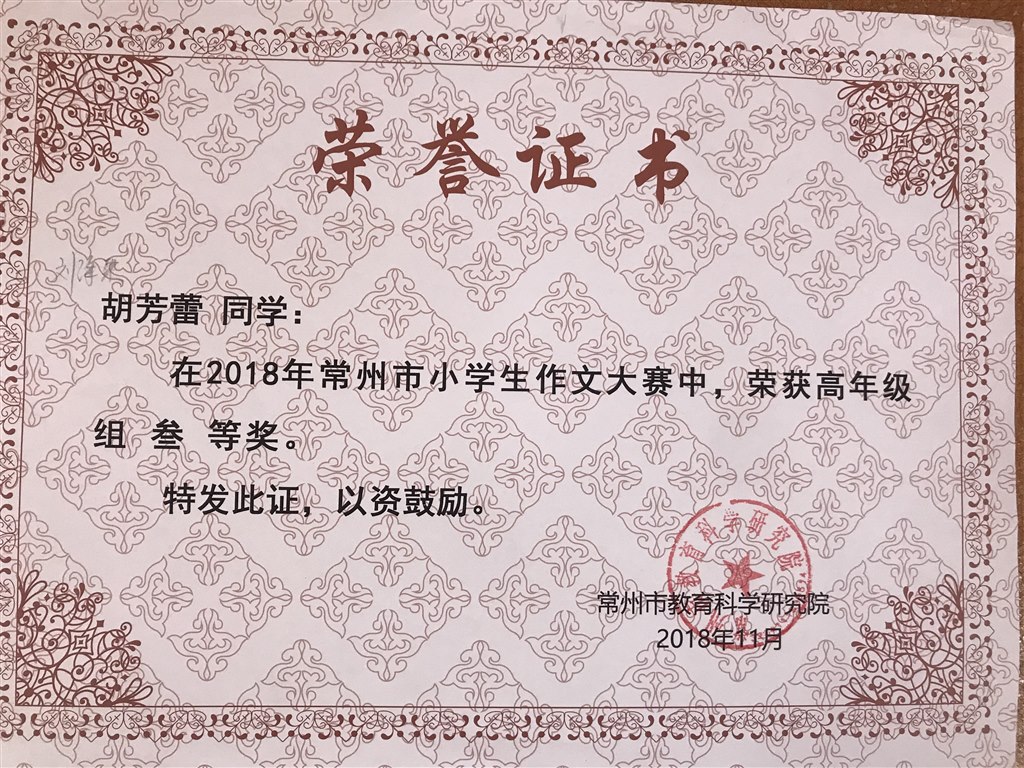 荣誉证书
胡芳蕾 同学：
在2018年常州市小学生作文大赛中，荣获高年级
组 叁 等奖。
特发此证，以资鼓励。
常州市教育科学研究院
2018年11月